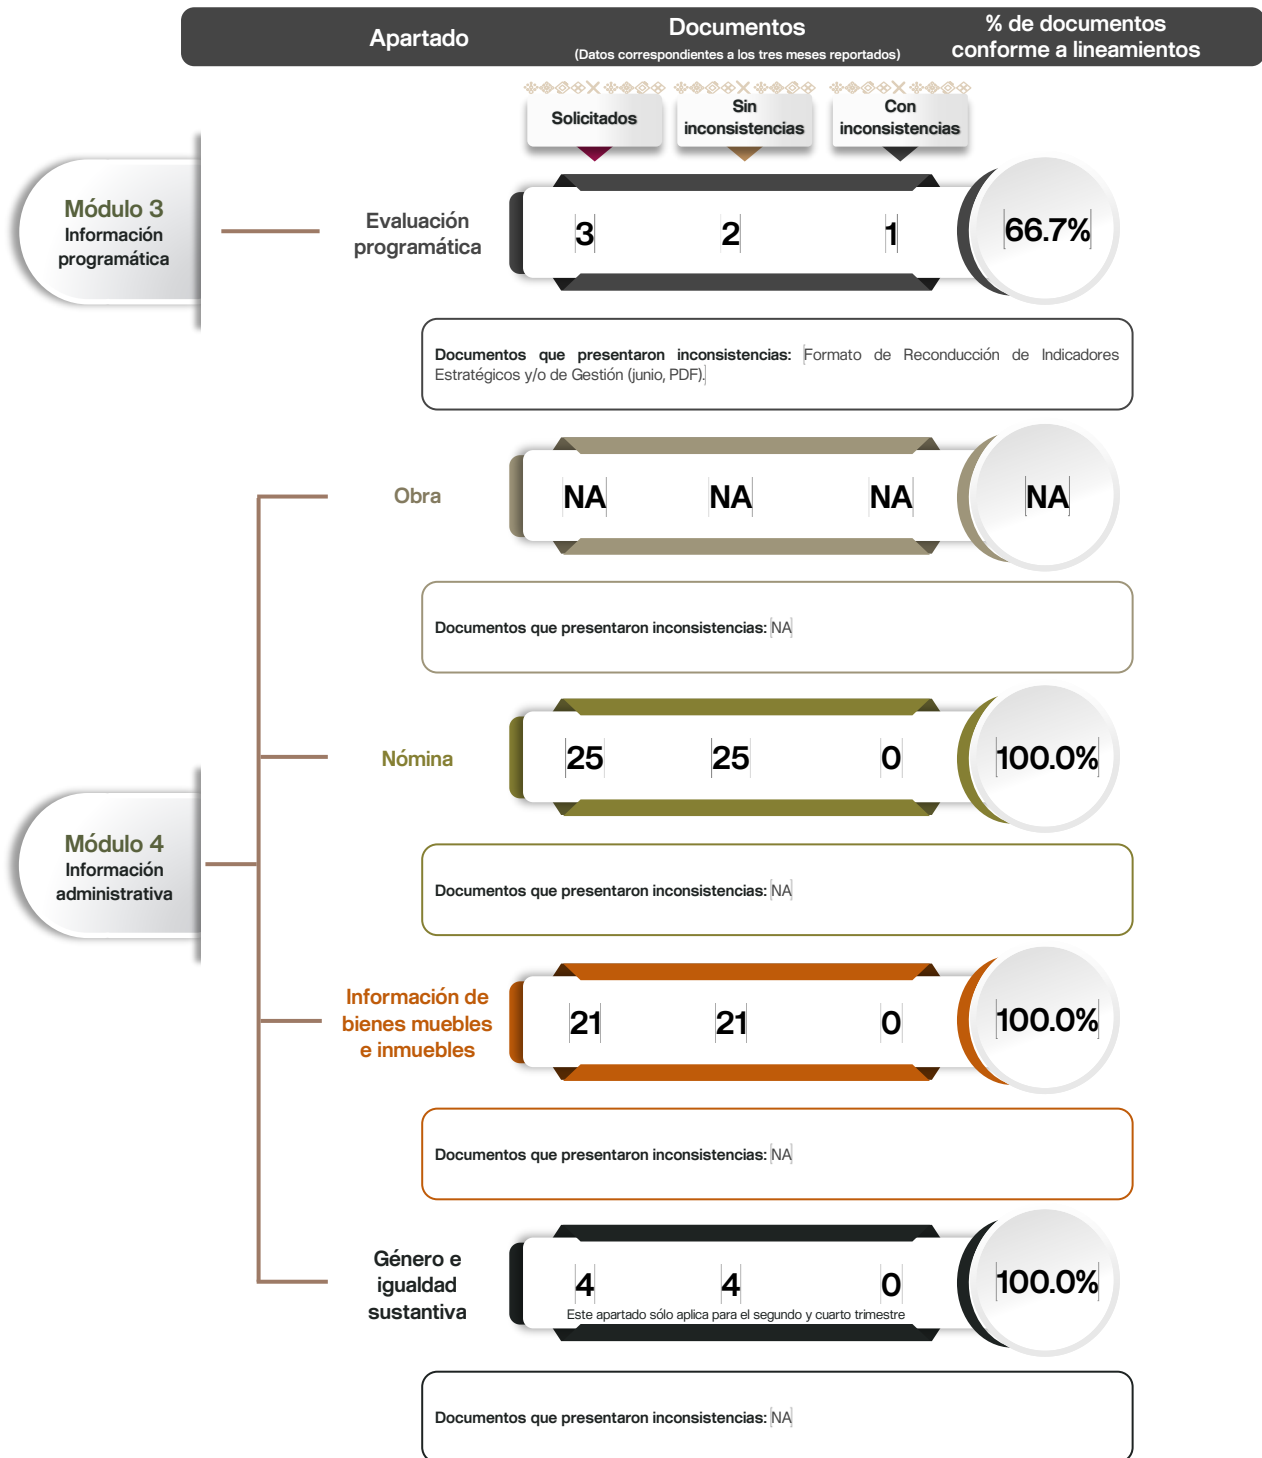 Apartado
Documentos
(Datos correspondientes a los tres meses reportados)
% de documentos
conforme a lineamientos
Solicitados
Sin
inconsistencias
Con
inconsistencias
Módulo 3
Información
programática
Evaluación
programática
3
2
1
66.7%
Documentos que presentaron inconsistencias: Formato de Reconducción de Indicadores
Estratégicos y/o de Gestión (junio, PDF).
Obra
NA
NA
NA
NA
Documentos que presentaron inconsistencias: NA
Módulo 4
Información
administrativa
Nómina
25
25
0
100.0%
Documentos que presentaron inconsistencias: NA
Información de
bienes muebles
e inmuebles
21
21
0
100.0%
Documentos que presentaron inconsistencias: NA
Género e
igualdad
sustantiva
4
4
0
100.0%
Este apartado sólo aplica para el segundo y cuarto trimestre
Documentos que presentaron inconsistencias: NA